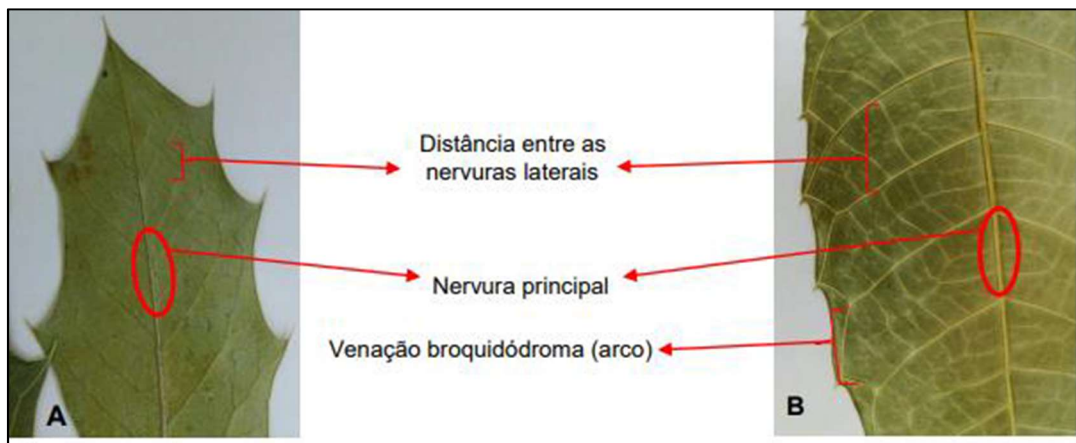 Distância entre as
nervuras laterais
Nervura principal
Venação broquidódroma (arco)
A
B